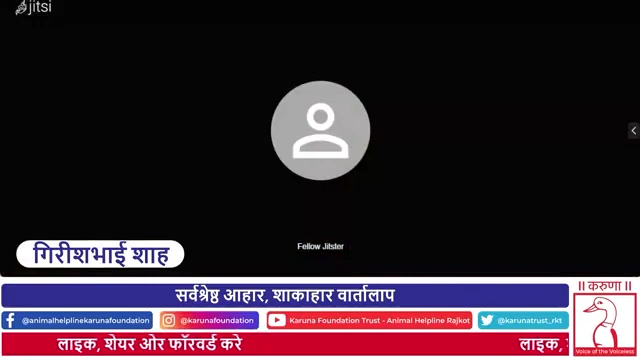 jitsi
Fellow Jitster
गिरीशभाई शाह
सर्वश्रेष्ठ आहार, शाकाहार वार्तालाप
@animalhelplinekarunafoundation
@karunafoundation
Karuna Foundation Trust - Animal Helpline Rajkot
@karunatrust_rkt
लाइक, शेयर ओर फॉरवर्ड करे
लाइक,
॥ करुणा ॥
Voice of the Voiceless